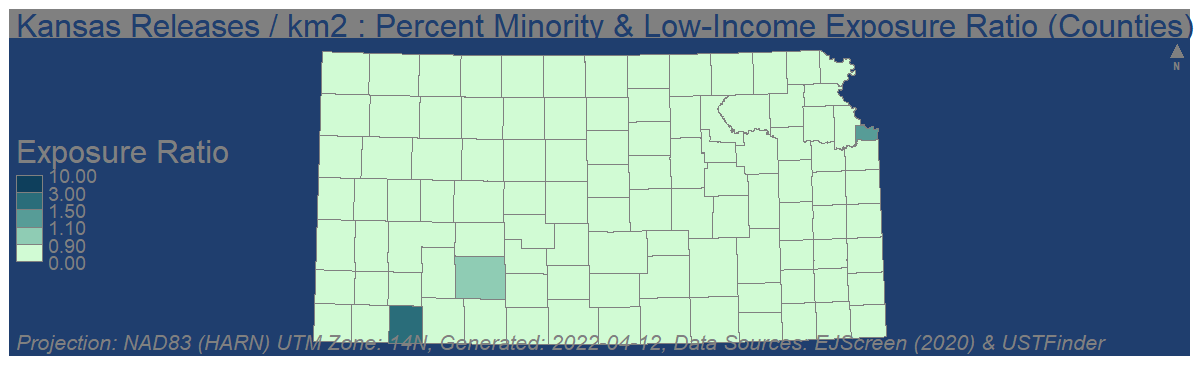 Kansas Releases / km2 : Percent Minority & Low-Income Exposure Ratio (Counties)
N
Exposure Ratio
10.00
3.00
1.50
1.10
0.90
0.00
Projection: NAD83 (HARN) UTM Zone: 14N, Generated: 2022-04-12, Data Sources: EJScreen (2020) & USTFinder